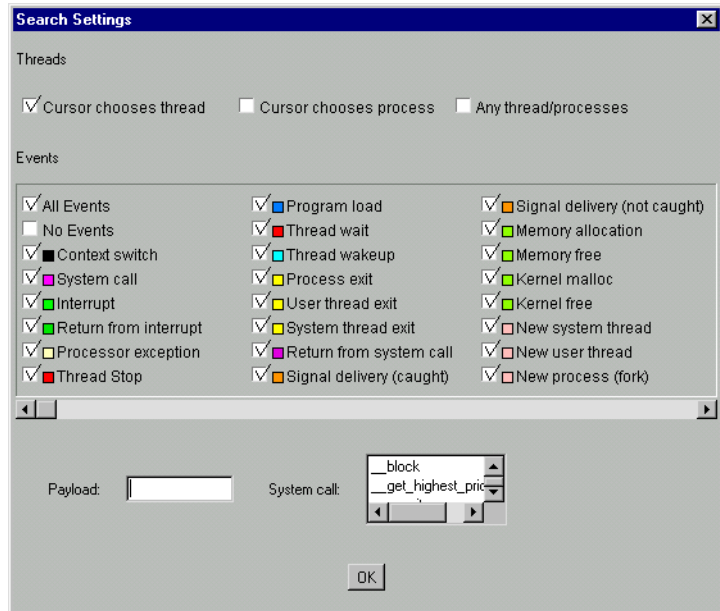 Search Settings
Threads
Cursor chooses thread Cursor chooses process Any thread/processes
Events
All Events Program load Signal delivery (not caught)
No Events Thread wait Memory allocation
Context switch Thread wakeup Memory free
System call Process exit Kernel malloc
Interrupt User thread exit Kernel free
Return from interrupt System thread exit New system thread
Processor exception Return from system call New user thread
Thread Stop Signal delivery (caught) New process (fork)
__block
Payload: System call: __get_highest_pric
OK